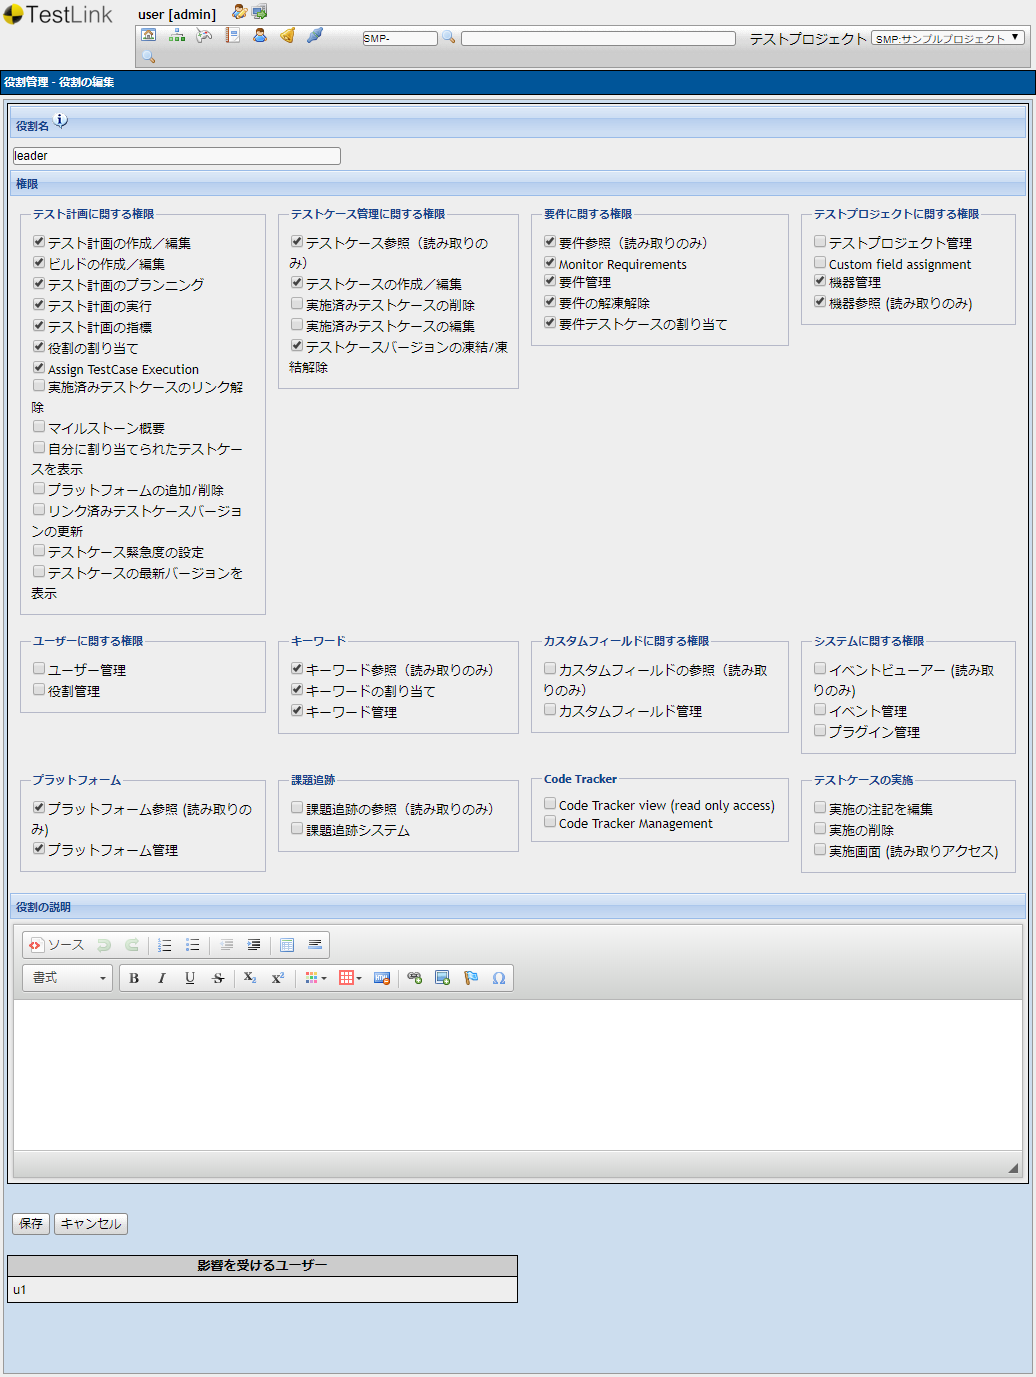 TestLink
user [admin]
SMP-
テストプロジェクト
SMP:サンプルプロジェクト
役割管理 - 役割の編集
役割名
leader
権限
テスト計画に関する権限
テスト計画の作成／編集
ビルドの作成／編集
テスト計画のプランニング
テスト計画の実行
テスト計画の指標
役割の割り当て
Assign TestCase Execution
実施済みテストケースのリンク解
除
マイルストーン概要
自分に割り当てられたテストケー
スを表示
プラットフォームの追加/削除
リンク済みテストケースバージョ
ンの更新
テストケース緊急度の設定
テストケースの最新バージョンを
表示
テストケース管理に関する権限
テストケース参照（読み取りの
み）
テストケースの作成／編集
実施済みテストケースの削除
実施済みテストケースの編集
テストケースバージョンの凍結/凍
結解除
要件に関する権限
要件参照（読み取りのみ）
Monitor Requirements
要件管理
要件の解凍解除
要件テストケースの割り当て
テストプロジェクトに関する権限
テストプロジェクト管理
Custom field assignment
機器管理
機器参照 (読み取りのみ)
ユーザーに関する権限
ユーザー管理
役割管理
キーワード
キーワード参照（読み取りのみ）
キーワードの割り当て
キーワード管理
カスタムフィールドに関する権限
カスタムフィールドの参照（読み取
りのみ）
カスタムフィールド管理
システムに関する権限
イベントビューアー (読み取
りのみ)
イベント管理
プラグイン管理
プラットフォーム
プラットフォーム参照 (読み取りの
み)
プラットフォーム管理
課題追跡
課題追跡の参照（読み取りのみ）
課題追跡システム
Code Tracker
Code Tracker view (read only access)
Code Tracker Management
テストケースの実施
実施の注記を編集
実施の削除
実施画面 (読み取りアクセス)
役割の説明
ソース
書式
B I U S X₂ X² Ω
保存 キャンセル
影響を受けるユーザー
u1